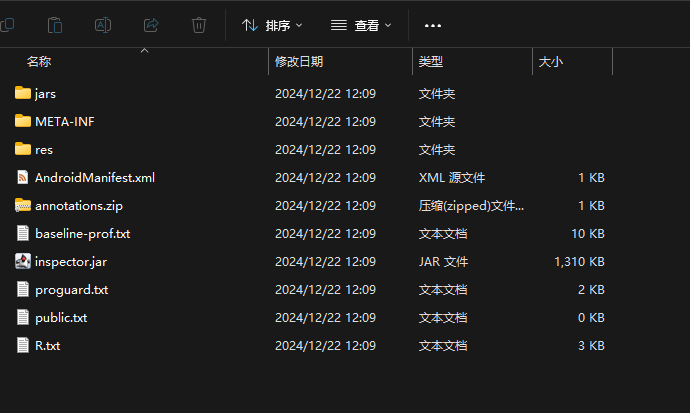 排序 查看
名称 修改日期 类型 大小
jars 2024/12/22 12:09 文件夹
META-INF 2024/12/22 12:09 文件夹
res 2024/12/22 12:09 文件夹
AndroidManifest.xml 2024/12/22 12:09 XML 源文件 1 KB
annotations.zip 2024/12/22 12:09 压缩(zipped)文件... 1 KB
baseline-prof.txt 2024/12/22 12:09 文本文档 10 KB
inspector.jar 2024/12/22 12:09 JAR 文件 1,310 KB
proguard.txt 2024/12/22 12:09 文本文档 2 KB
public.txt 2024/12/22 12:09 文本文档 0 KB
R.txt 2024/12/22 12:09 文本文档 3 KB